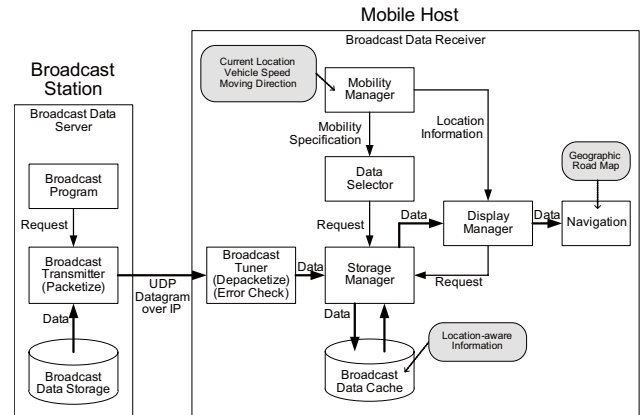 Mobile Host
Broadcast Data Receiver
Broadcast
Station
Broadcast Data
Server
Broadcast
Program
Request
Broadcast
Transmitter
(Packetize)
Data
Broadcast
Data Storage
UDP
Datagram
over IP
Current Location
Vehicle Speed
Moving Direction
Mobility
Manager
Mobility
Specification
Location
Information
Data
Selector
Request
Data
Geographic
Road Map
Display
Manager
Data
Navigation
Broadcast
Tuner
(Depacketize)
(Error Check)
Data
Storage
Manager
Request
Data
Location-aware
Information
Broadcast
Data Cache